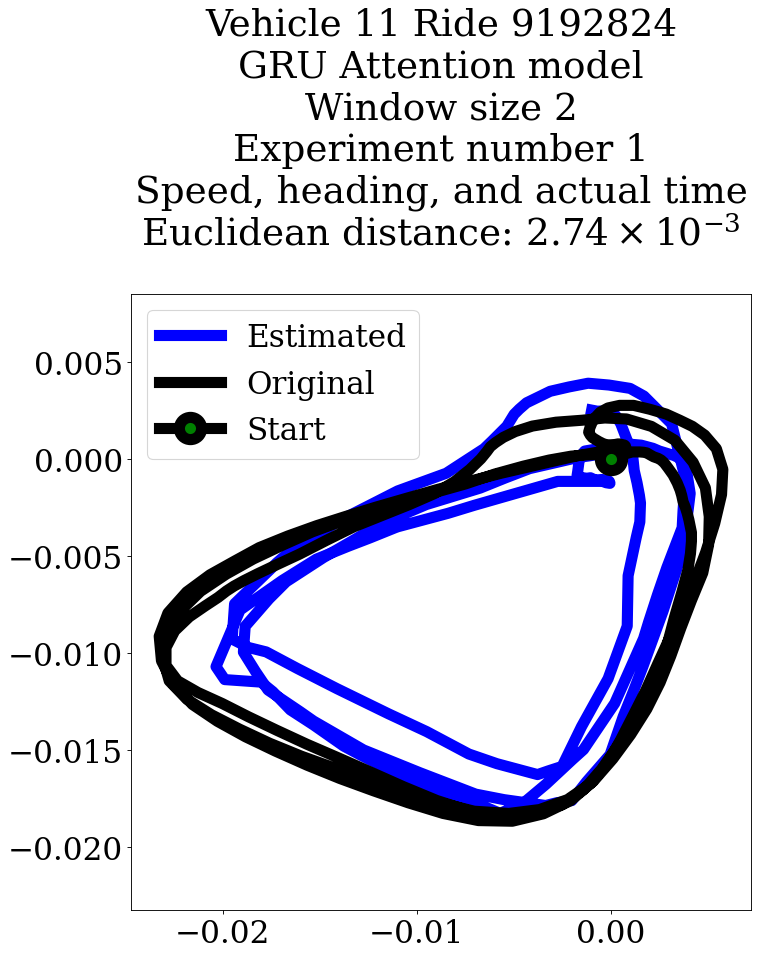 Vehicle 11 Ride 9192824
GRU Attention model
Window size 2
Experiment number 1
Speed, heading, and actual time
Euclidean distance: 2.74 × 10⁻³
Estimated
Original
Start
0.005
0.000
−0.005
−0.010
−0.015
−0.020
−0.02
−0.01
0.00